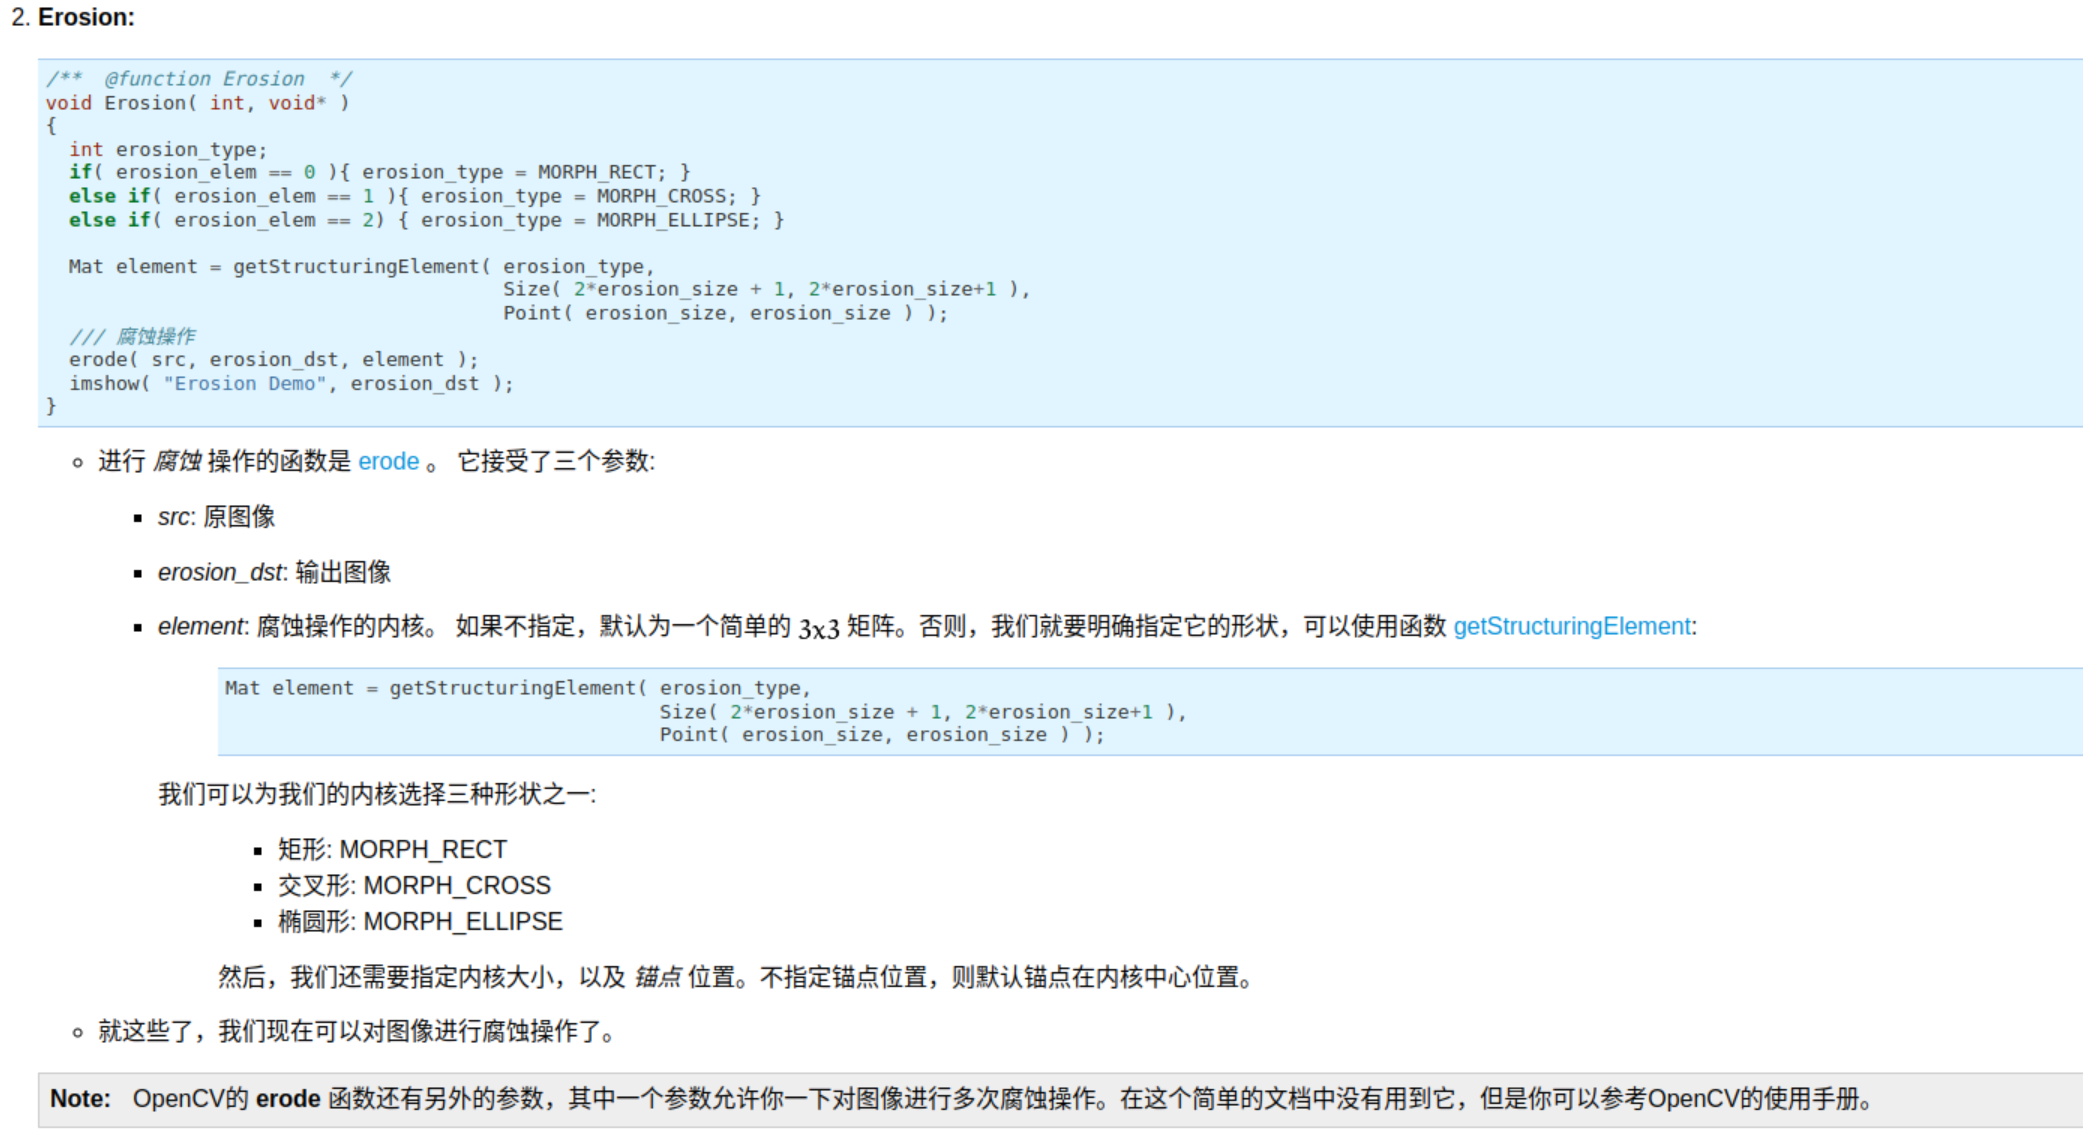 2. Erosion:
/**  @function Erosion  */
void Erosion( int, void* )
{
  int erosion_type;
  if( erosion_elem == 0 ){ erosion_type = MORPH_RECT; }
  else if( erosion_elem == 1 ){ erosion_type = MORPH_CROSS; }
  else if( erosion_elem == 2) { erosion_type = MORPH_ELLIPSE; }
  Mat element = getStructuringElement( erosion_type,
                                       Size( 2*erosion_size + 1, 2*erosion_size+1 ),
                                       Point( erosion_size, erosion_size ) );
  /// 腐蚀操作
  erode( src, erosion_dst, element );
  imshow( "Erosion Demo", erosion_dst );
}
进行 腐蚀 操作的函数是 erode 。 它接受了三个参数:
src: 原图像
erosion_dst: 输出图像
element: 腐蚀操作的内核。 如果不指定，默认为一个简单的 3x3 矩阵。否则，我们就要明确指定它的形状，可以使用函数 getStructuringElement:
Mat element = getStructuringElement( erosion_type,
                                     Size( 2*erosion_size + 1, 2*erosion_size+1 ),
                                     Point( erosion_size, erosion_size ) );
我们可以为我们的内核选择三种形状之一:
矩形: MORPH_RECT
交叉形: MORPH_CROSS
椭圆形: MORPH_ELLIPSE
然后，我们还需要指定内核大小，以及 锚点 位置。不指定锚点位置，则默认锚点在内核中心位置。
就这些了，我们现在可以对图像进行腐蚀操作了。
Note: OpenCV的 erode 函数还有另外的参数，其中一个参数允许你一下对图像进行多次腐蚀操作。在这个简单的文档中没有用到它，但是你可以参考OpenCV的使用手册。